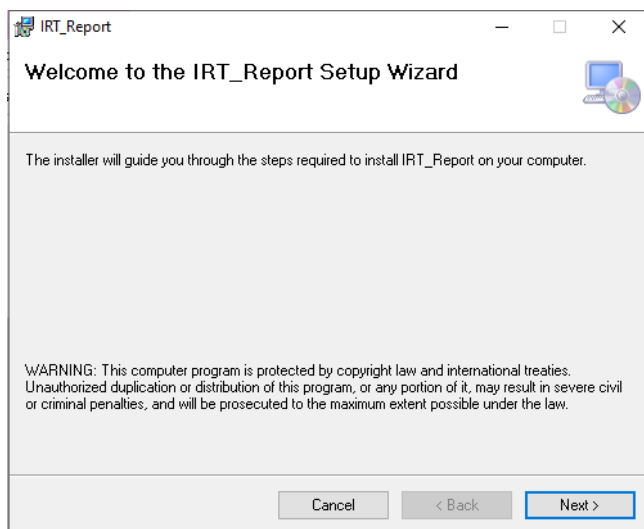 IRT_Report
Welcome to the IRT_Report Setup Wizard
The installer will guide you through the steps required to install IRT_Report on your computer.
WARNING: This computer program is protected by copyright law and international treaties.
Unauthorized duplication or distribution of this program, or any portion of it, may result in severe civil
or criminal penalties, and will be prosecuted to the maximum extent possible under the law.
Cancel < Back Next >